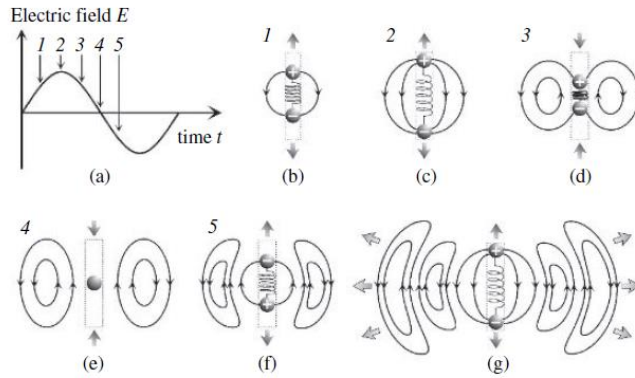 Electric field E
1 2 3 4 5
time t
(a)
1
+
−
(b)
2
+
−
(c)
3
+
−
(d)
4
(e)
5
−
+
(f)
+
−
(g)